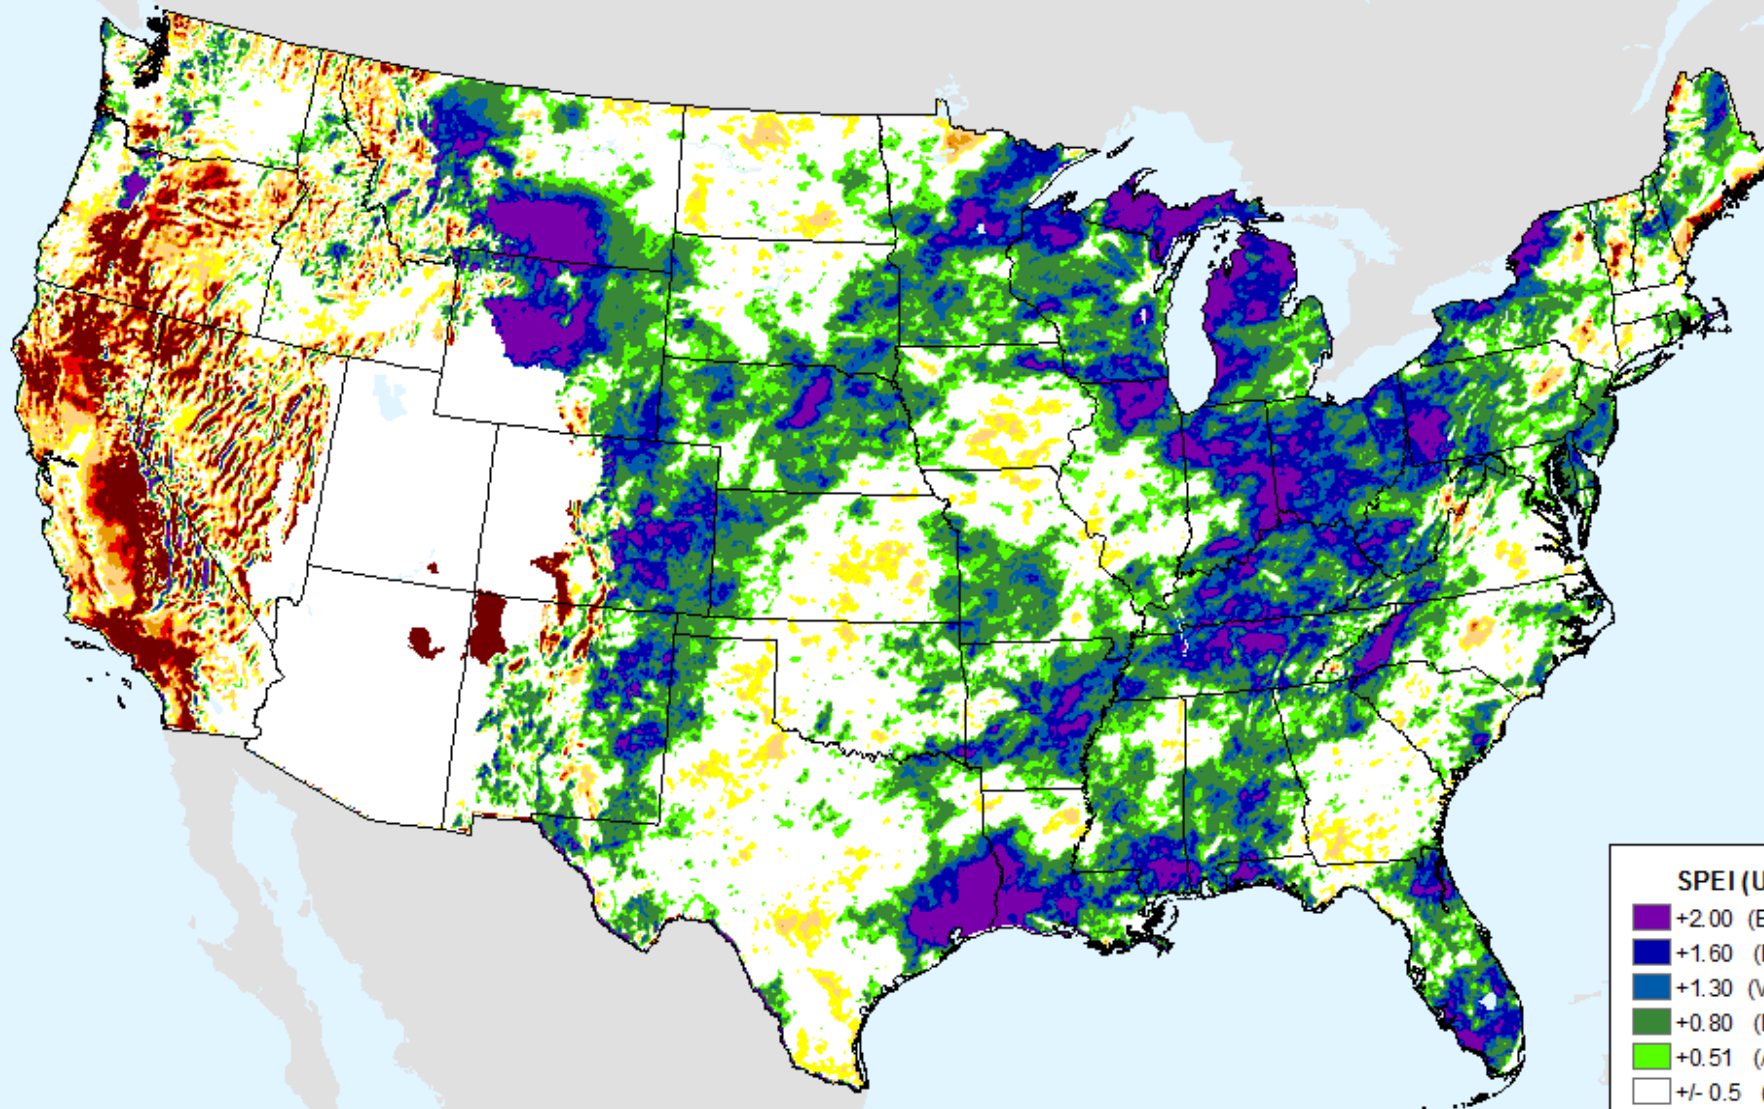 SPEI (U
+2.00 (E
+1.60 (
+1.30 (V
+0.80 (
+0.51 (
+/- 0.5 (